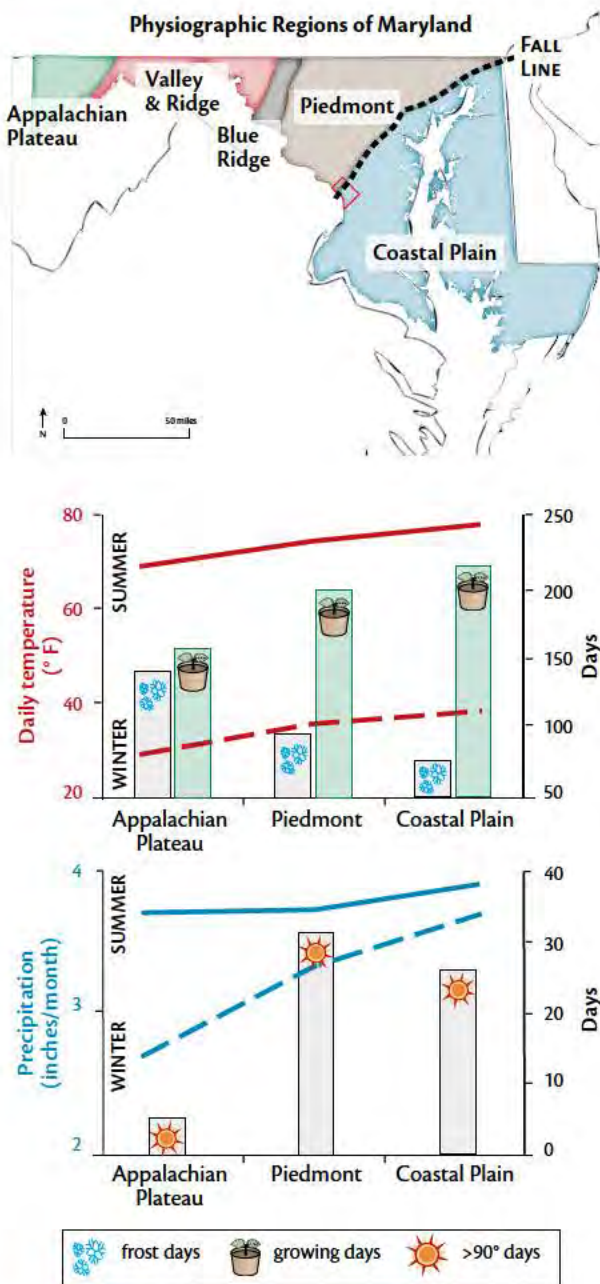 Physiographic Regions of Maryland
FALL
LINE
Valley
& Ridge
Piedmont
Appalachian
Plateau
Blue
Ridge
Coastal Plain
N
0
50 miles
80
60
40
20
Daily temperature
(° F)
SUMMER
WINTER
250
200
150
100
50
Days
Appalachian
Plateau
Piedmont
Coastal Plain
4
3
2
Precipitation
(inches/month)
SUMMER
WINTER
40
30
20
10
0
Days
Appalachian
Plateau
Piedmont
Coastal Plain
frost days
growing days
>90° days